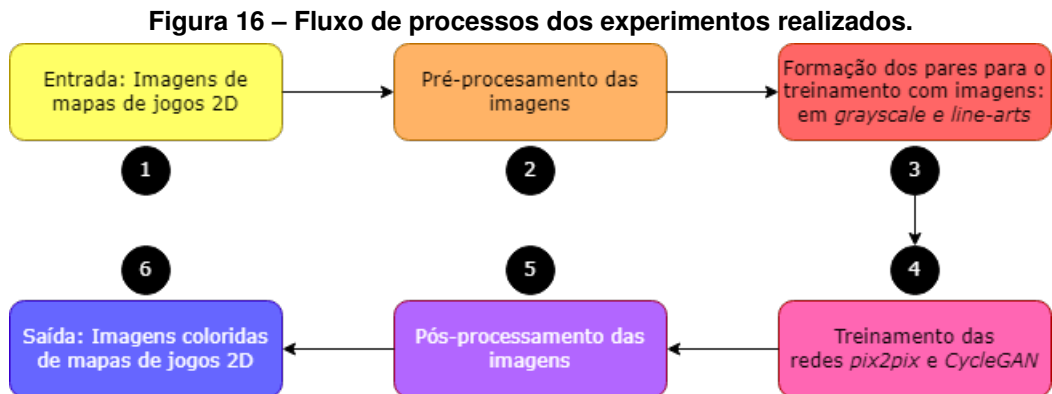 Figura 16 – Fluxo de processos dos experimentos realizados.
Entrada: Imagens de
mapas de jogos 2D
1
Pré-procesamento das
imagens
2
Formação dos pares para o
treinamento com imagens:
em grayscale e line-arts
3
4
Treinamento das
redes pix2pix e CycleGAN
5
Pós-processamento das
imagens
6
Saída: Imagens coloridas
de mapas de jogos 2D